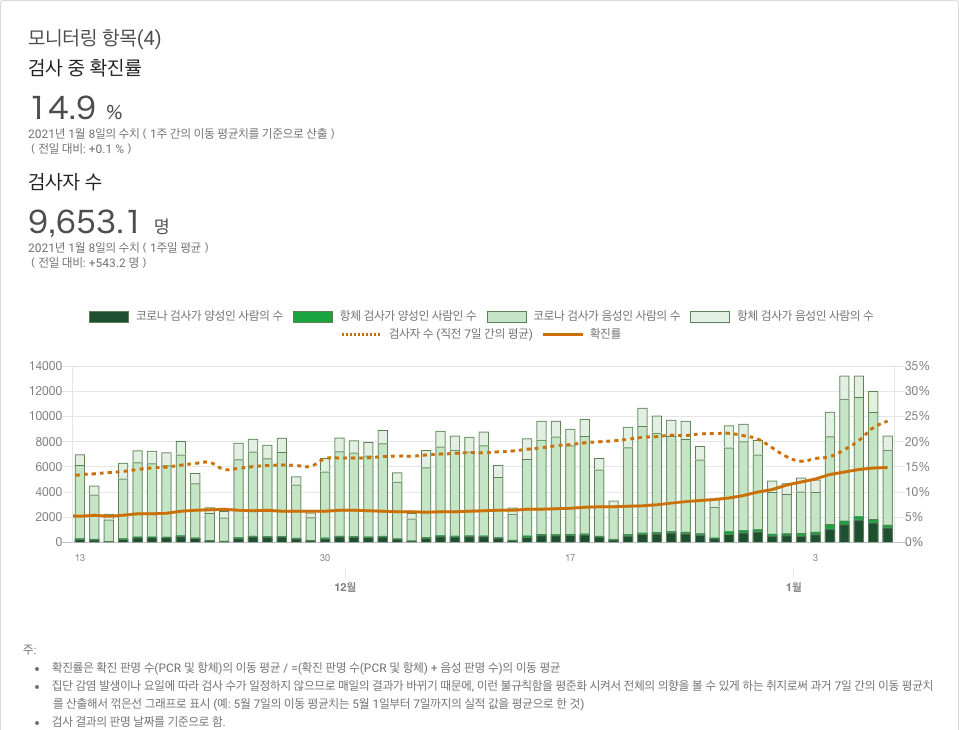 모니터링 항목(4)
검사 중 확진률
14.9 %
2021년 1월 8일의 수치 ( 1주 간의 이동 평균치를 기준으로 산출 )
( 전일 대비: +0.1 % )
검사자 수
9,653.1 명
2021년 1월 8일의 수치 ( 1주일 평균 )
( 전일 대비: +543.2 명 )
코로나 검사가 양성인 사람의 수 항체 검사가 양성인 사람의 수 코로나 검사가 음성인 사람의 수 항체 검사가 음성인 사람의 수
검사자 수 (직전 7일 간의 평균) 확진률
14000 35%
12000 30%
10000 25%
8000 20%
6000 15%
4000 10%
2000 5%
0 0%
13 30 17 3
12월 1월
주:
확진률은 확진 판명 수(PCR 및 항체)의 이동 평균 / =(확진 판명 수(PCR 및 항체) + 음성 판명 수)의 이동 평균
집단 감염 발생이나 요일에 따라 검사 수가 일정하지 않으므로 매일의 결과가 바뀌기 때문에, 이런 불규칙함을 평준화 시켜서 전체의 의향을 볼 수 있게 하는 취지로써 과거 7일 간의 이동 평균치
를 산출해서 꺾은선 그래프로 표시 (예: 5월 7일의 이동 평균치는 5월 1일부터 7일까지의 실적 값을 평균으로 한 것)
검사 결과의 판명 날짜를 기준으로 함.